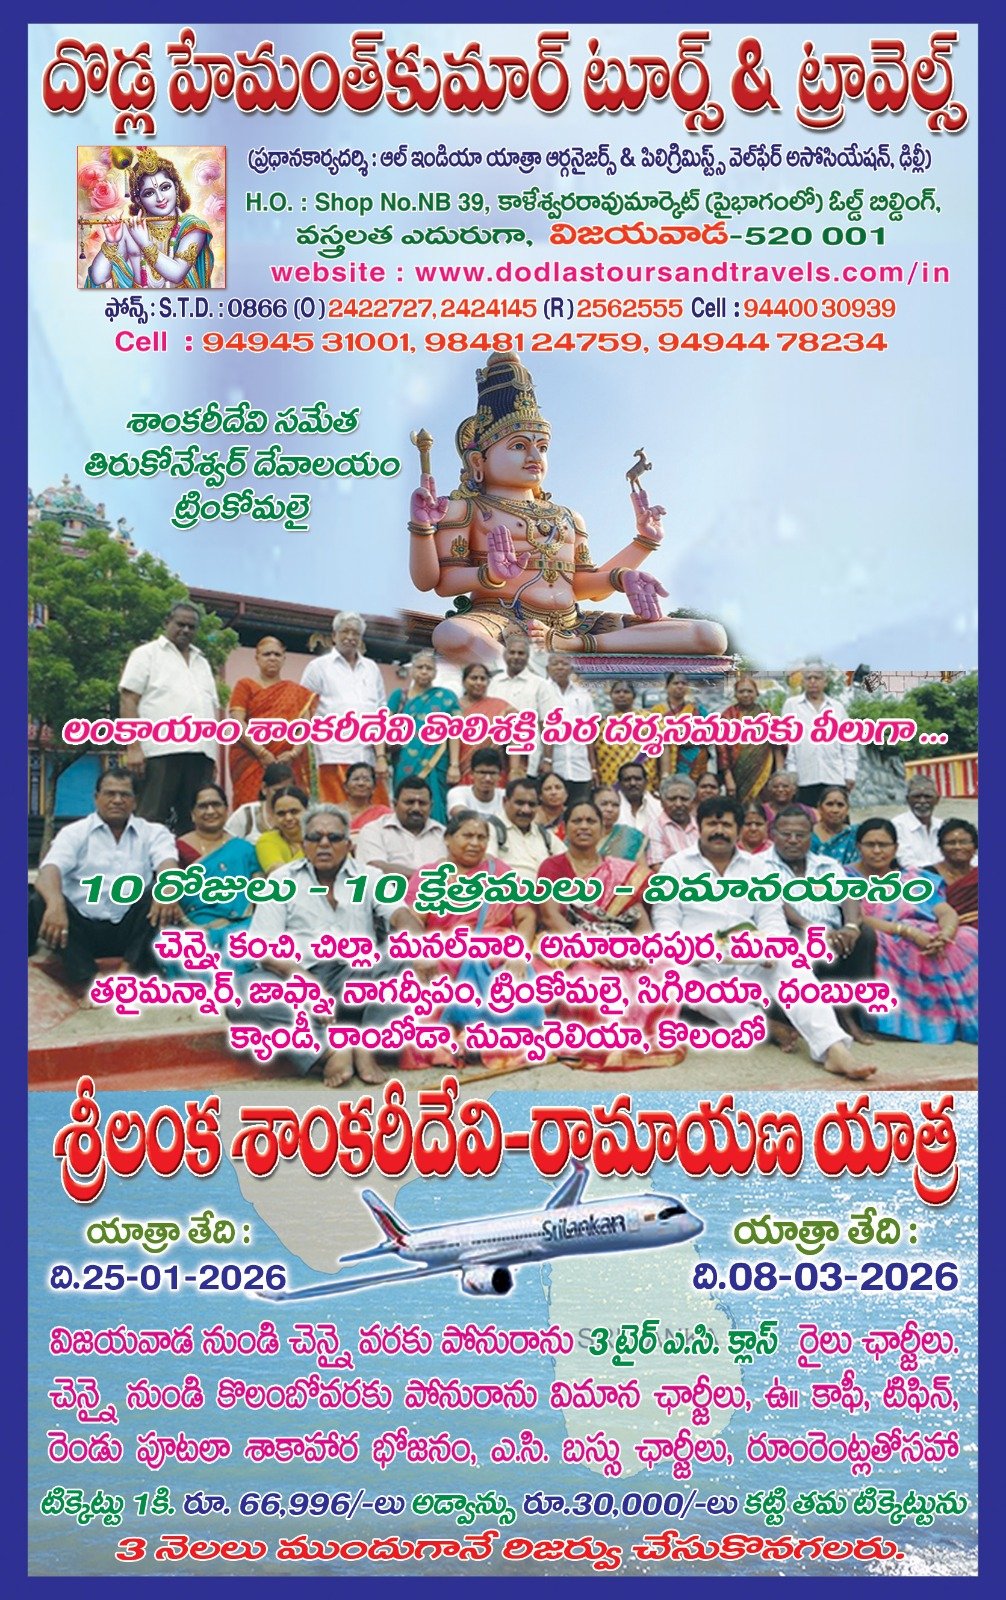 దొడ్ల హేమంత్‌కుమార్ టూర్స్ & ట్రావెల్స్
(ప్రధానకార్యదర్శి : ఆల్ ఇండియా యాత్రా ఆర్గనైజర్స్ & పిలిగ్రిమిస్ట్స్ వెల్‌ఫేర్ అసోసియేషన్, ఢిల్లీ)
H.O. : Shop No.NB 39, కాళేశ్వరరావుమార్కెట్ (పైభాగంలో) ఓల్డ్ బిల్డింగ్,
వస్త్రలత ఎదురుగా, విజయవాడ-520 001
website : www.dodlastoursandtravels.com/in
ఫోన్స్ : S.T.D. : 0866 (O) 2422727, 2424145 (R) 2562555 Cell : 94400 30939
Cell : 94945 31001, 98481 24759, 94944 78234
శాంకరీదేవి సమేత
తిరుకోనేశ్వర్ దేవాలయం
ట్రింకోమలై
లంకాయాం శాంకరీదేవి తొలిశక్తి పీఠ దర్శనమునకు వీలుగా ...
10 రోజులు - 10 క్షేత్రములు - విమానయానం
చెన్నై, కంచి, చిల్లా, మనల్‌వారి, అనూరాధపుర, మన్నార్,
తలైమన్నార్, జాఫ్నా, నాగద్వీపం, ట్రింకోమలై, సిగిరియా, ధంబుల్లా,
క్యాండీ, రాంబోడా, నువ్వారెలియా, కొలంబో
శ్రీలంక శాంకరీదేవి-రామాయణ యాత్ర
యాత్రా తేది :
ది.25-01-2026
Srilankan
యాత్రా తేది :
ది.08-03-2026
విజయవాడ నుండి చెన్నై వరకు పోనురాను 3 టైర్ ఎ.సి. క్లాస్ రైలు ఛార్జీలు.
చెన్నై నుండి కొలంబోవరకు పోనురాను విమాన ఛార్జీలు, ఉ॥ కాఫీ, టిఫిన్,
రెండు పూటలా శాకాహార భోజనం, ఎ.సి. బస్సు ఛార్జీలు, రూంరెంట్లతోసహా
టిక్కెట్టు 1కి. రూ. 66,996/-లు అడ్వాన్సు రూ.30,000/-లు కట్టి తమ టిక్కెట్టును
3 నెలలు ముందుగానే రిజర్వు చేసుకొనగలరు.